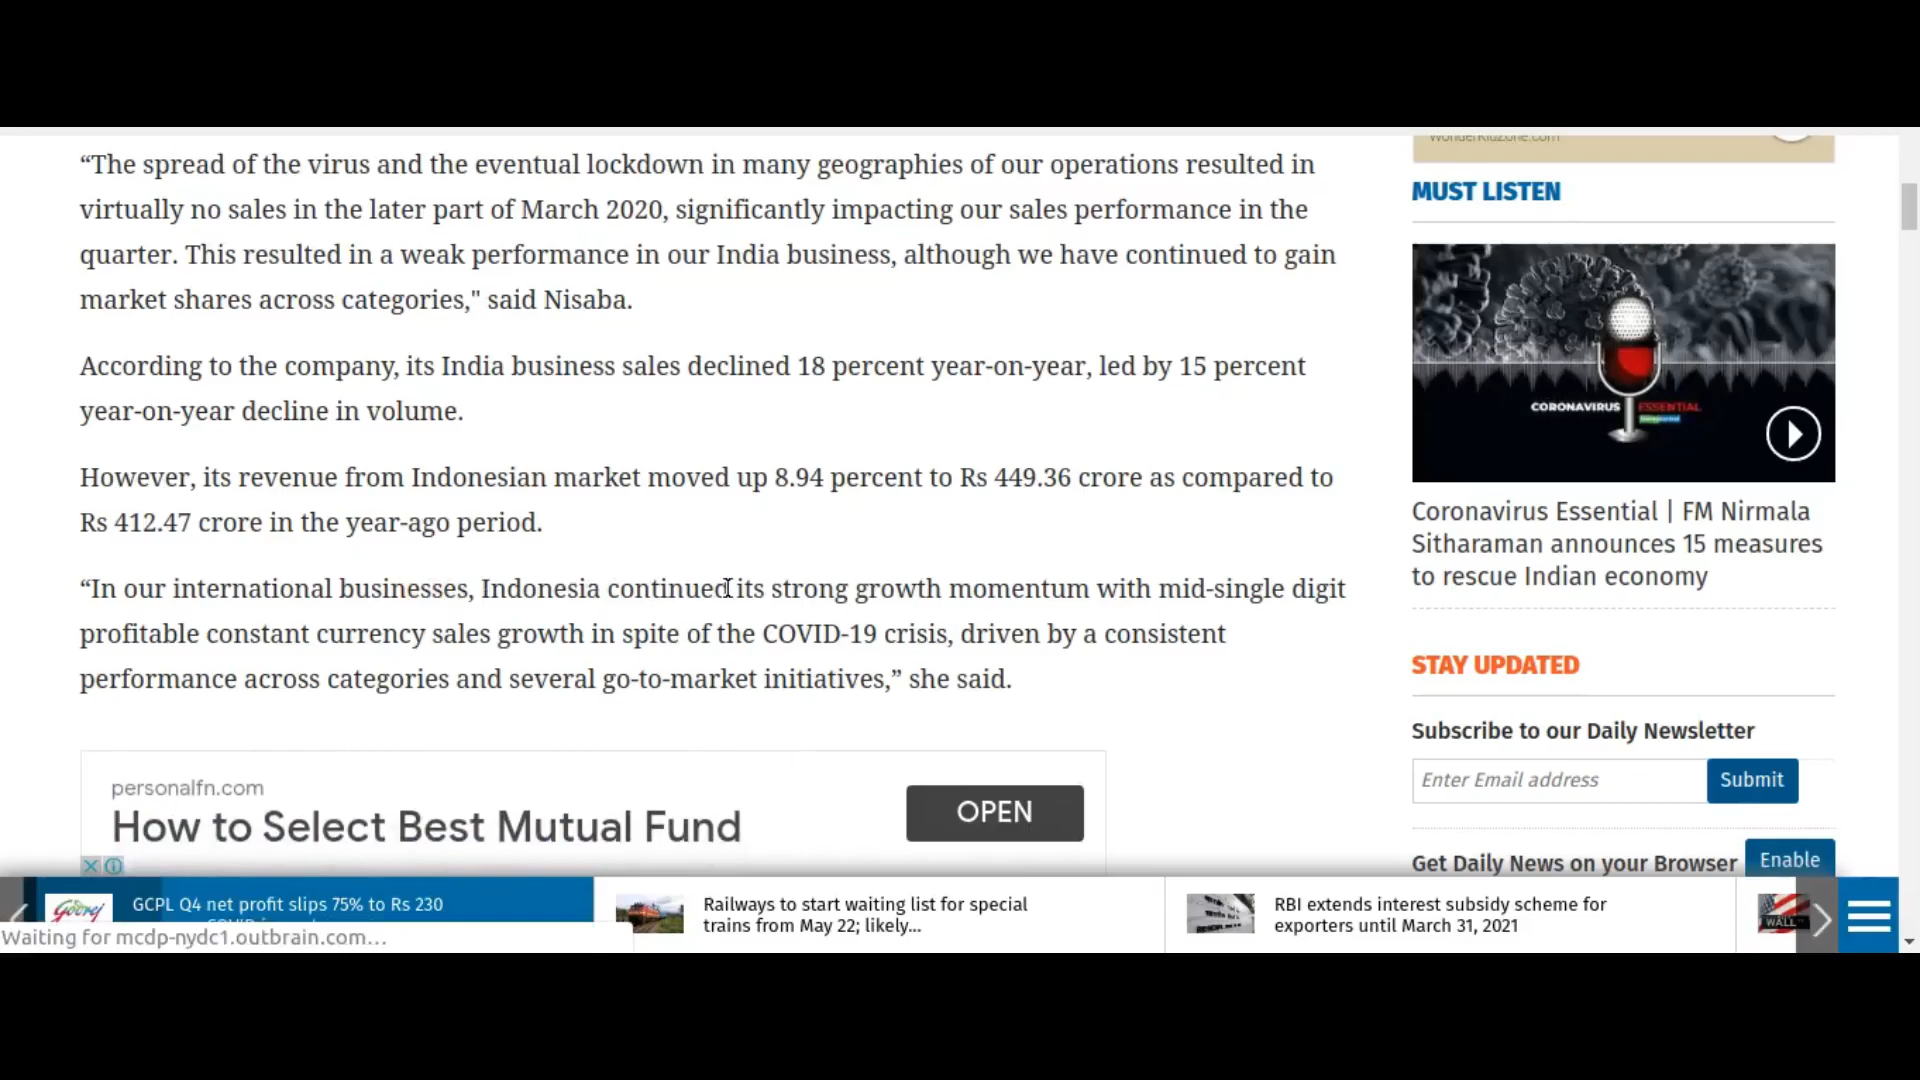 “The spread of the virus and the eventual lockdown in many geographies of our operations resulted in
virtually no sales in the later part of March 2020, significantly impacting our sales performance in the
quarter. This resulted in a weak performance in our India business, although we have continued to gain
market shares across categories," said Nisaba.
According to the company, its India business sales declined 18 percent year-on-year, led by 15 percent
year-on-year decline in volume.
However, its revenue from Indonesian market moved up 8.94 percent to Rs 449.36 crore as compared to
Rs 412.47 crore in the year-ago period.
“In our international businesses, Indonesia continued its strong growth momentum with mid-single digit
profitable constant currency sales growth in spite of the COVID-19 crisis, driven by a consistent
performance across categories and several go-to-market initiatives,” she said.
personalfn.com
How to Select Best Mutual Fund
OPEN
WonderKidzone.com
MUST LISTEN
CORONAVIRUS ESSENTIAL
Coronavirus Essential | FM Nirmala
Sitharaman announces 15 measures
to rescue Indian economy
STAY UPDATED
Subscribe to our Daily Newsletter
Enter Email address
Submit
Get Daily News on your Browser
Enable
Godrej
GCPL Q4 net profit slips 75% to Rs 230
Railways to start waiting list for special
trains from May 22; likely...
RBI extends interest subsidy scheme for
exporters until March 31, 2021
WALL
Waiting for mcdp-nydc1.outbrain.com...